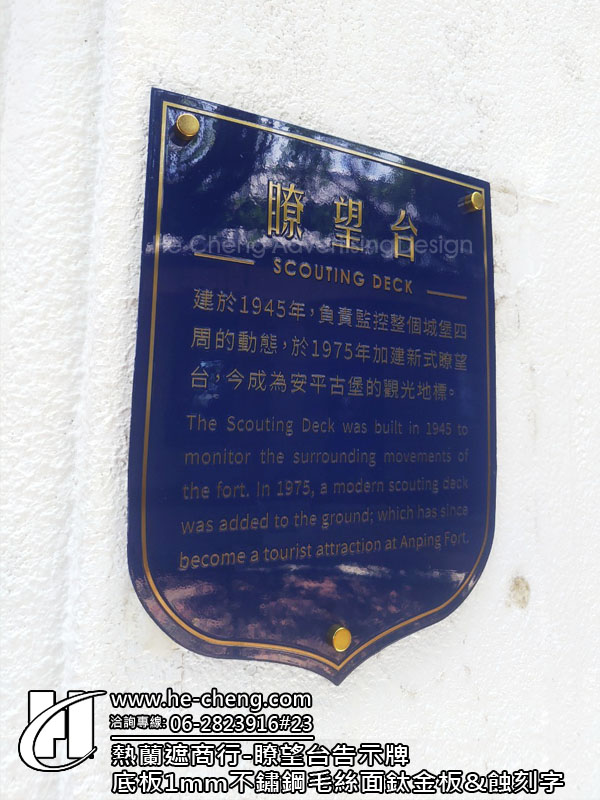 瞭望台
He Cheng Advertising Design
SCOUTING DECK
建於1945年，負責監控整個城堡四
周的動態，於1975年加建新式瞭望
台，今成為安平古堡的觀光地標。
The Scouting Deck was built in 1945 to
monitor the surrounding movements of
the fort. In 1975, a modern scouting deck
was added to the ground; which has since
become a tourist attraction at Anping Fort.
www.he-cheng.com
洽詢專線: 06-2823916#23
熱蘭遮商行-瞭望台告示牌
底板1mm不鏽鋼毛絲面鈦金板&蝕刻字